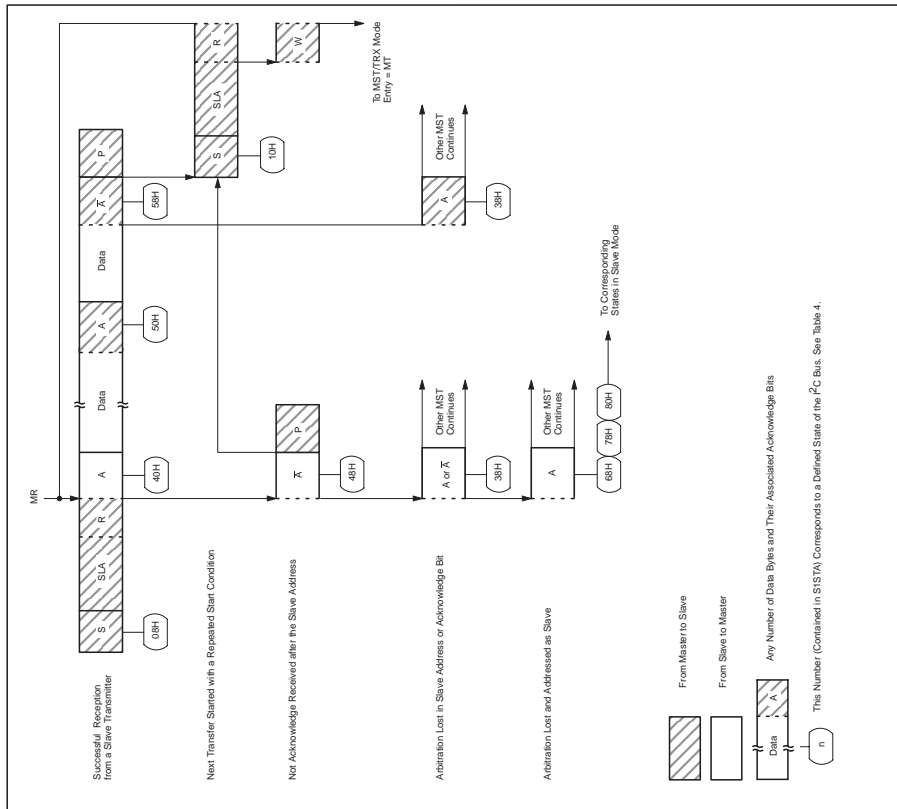 MR
Successful Reception
from a Slave Transmitter
S
SLA
R
A
Data
A
Data
A
P
08H
40H
50H
58H
Next Transfer Started with a Repeated Start Condition
S
SLA
R
10H
Not Acknowledge Received after the Slave Address
A
P
48H
W
To MST/TRX Mode
Entry = MT
Arbitration Lost in Slave Address or Acknowledge Bit
A or A
Other MST
Continues
A
Other MST
Continues
38H
38H
Arbitration Lost and Addressed as Slave
A
Other MST
Continues
68H
78H
80H
To Corresponding
States in Slave Mode
From Master to Slave
From Slave to Master
Data
A
Any Number of Data Bytes and Their Associated Acknowledge Bits
n
This Number (Contained in S1STA) Corresponds to a Defined State of the I2C Bus. See Table 4.